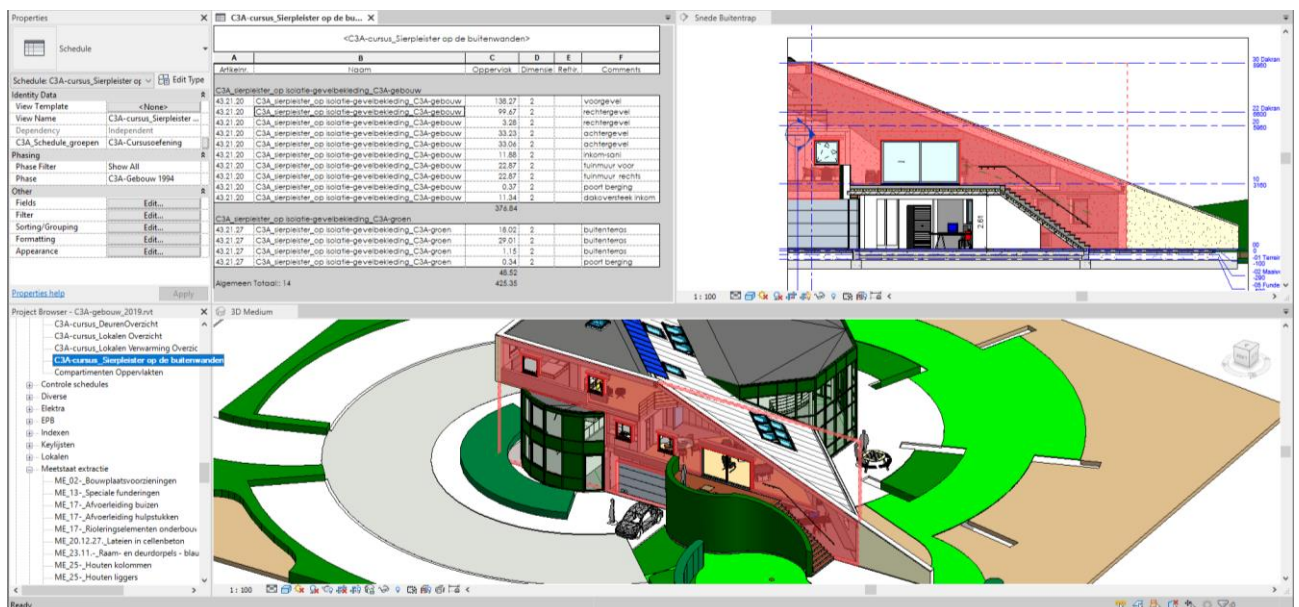 Properties
Schedule
Schedule: C3A-cursus_Sierpleister op
Edit Type
Identity Data
View Template <None>
View Name C3A-cursus_Sierpleister ...
Dependency Independent
C3A_Schedule_groepen C3A-Cursusoefening
Phasing
Phase Filter Show All
Phase C3A-Gebouw 1994
Other
Fields Edit...
Filter Edit...
Sorting/Grouping Edit...
Formatting Edit...
Appearance Edit...
Properties help Apply
C3A-cursus_Sierpleister op de bu...
<C3A-cursus_Sierpleister op de buitenwanden>
A B C D E F
Artikelnr. Naam Oppervlak Dimensie Refnr. Comments
C3A_sierpleister_op isolatie-gevelbekleding_C3A-gebouw
43.21.20 C3A_sierpleister_op isolatie-gevelbekleding_C3A-gebouw 138.27 2 voorgevel
43.21.20 C3A_sierpleister_op isolatie-gevelbekleding_C3A-gebouw 99.67 2 rechtergevel
43.21.20 C3A_sierpleister_op isolatie-gevelbekleding_C3A-gebouw 3.28 2 rechtergevel
43.21.20 C3A_sierpleister_op isolatie-gevelbekleding_C3A-gebouw 33.23 2 achtergevel
43.21.20 C3A_sierpleister_op isolatie-gevelbekleding_C3A-gebouw 33.06 2 achtergevel
43.21.20 C3A_sierpleister_op isolatie-gevelbekleding_C3A-gebouw 11.88 2 inkom-sani
43.21.20 C3A_sierpleister_op isolatie-gevelbekleding_C3A-gebouw 22.87 2 tuinmuur voor
43.21.20 C3A_sierpleister_op isolatie-gevelbekleding_C3A-gebouw 22.87 2 tuinmuur rechts
43.21.20 C3A_sierpleister_op isolatie-gevelbekleding_C3A-gebouw 0.37 2 poort berging
43.21.20 C3A_sierpleister_op isolatie-gevelbekleding_C3A-gebouw 11.34 2 dakoversteek inkom
376.84
C3A_sierpleister_op isolatie-gevelbekleding_C3A-groen
43.21.27 C3A_sierpleister_op isolatie-gevelbekleding_C3A-groen 18.02 2 buitenterras
43.21.27 C3A_sierpleister_op isolatie-gevelbekleding_C3A-groen 29.01 2 buitenterras
43.21.27 C3A_sierpleister_op isolatie-gevelbekleding_C3A-groen 1.15 2 buitenterras
43.21.27 C3A_sierpleister_op isolatie-gevelbekleding_C3A-groen 0.34 2 poort berging
48.52
Algemeen Totaal: 14 425.35
Snede Buitentrap
30 Dakran
8960
22 Dakran
6600
20
5980
10
3160
2.61
00
0
-01 Terrein
-100
-02 Maaive
-290
-05 Funde
1 : 100
Project Browser - C3A-gebouw_2019.rvt
C3A-cursus_DeurenOverzicht
C3A-cursus_Lokalen Overzicht
C3A-cursus_Lokalen Verwarming Overzic
C3A-cursus_Sierpleister op de buitenwanden
Compartimenten Oppervlakten
Controle schedules
Diverse
Elektra
EPB
Indexen
Keylijsten
Lokalen
Meetstaat extractie
ME_02-_Bouwplaatsvoorzieningen
ME_13-_Speciale funderingen
ME_17-_Afvoerleiding buizen
ME_17-_Afvoerleiding hulpstukken
ME_17-_Rioleringselementen onderbouw
ME_20.12.27._Lateien in cellenbeton
ME_23.11.-_Raam- en deurdorpels - blau
ME_25-_Houten kolommen
ME_25-_Houten liggers
3D Medium
1 : 100
Ready